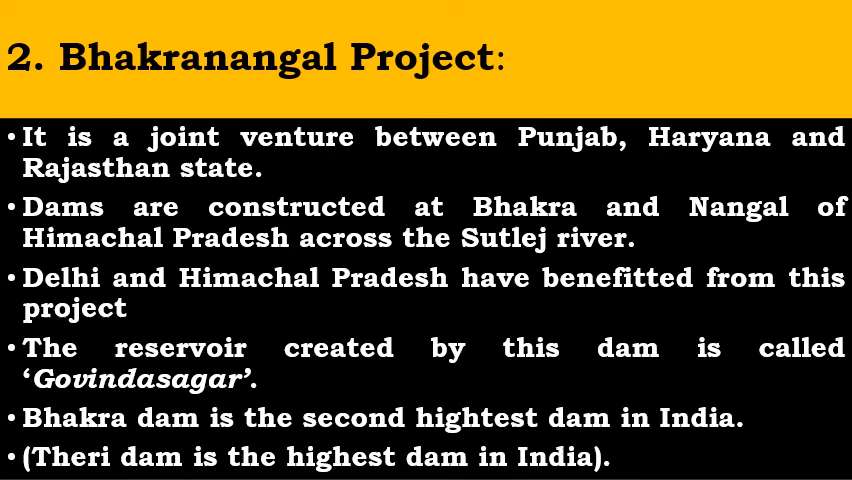 2. Bhakranangal Project:
• It is a joint venture between Punjab, Haryana and
Rajasthan state.
• Dams are constructed at Bhakra and Nangal of
Himachal Pradesh across the Sutlej river.
• Delhi and Himachal Pradesh have benefitted from this
project
• The reservoir created by this dam is called
‘Govindasagar’.
• Bhakra dam is the second hightest dam in India.
• (Theri dam is the highest dam in India).